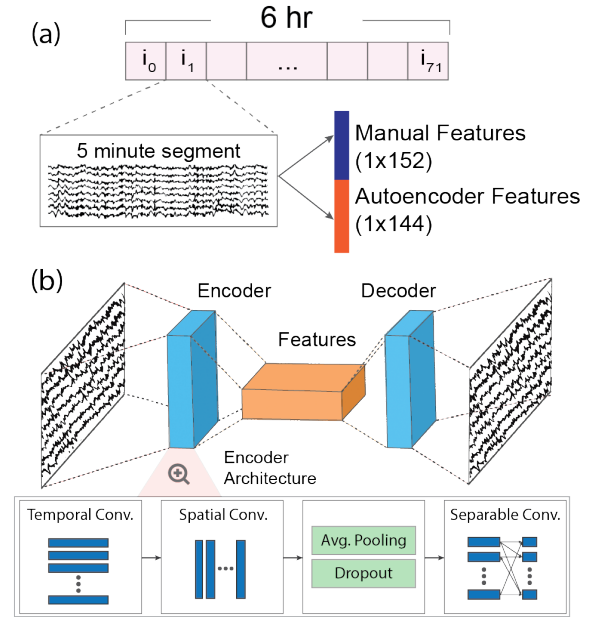 (a)
6 hr
i0 i1 ... i71
5 minute segment
Manual Features
(1x152)
Autoencoder Features
(1x144)
(b)
Encoder
Decoder
Features
Encoder
Architecture
Temporal Conv.
Spatial Conv.
Avg. Pooling
Dropout
Separable Conv.